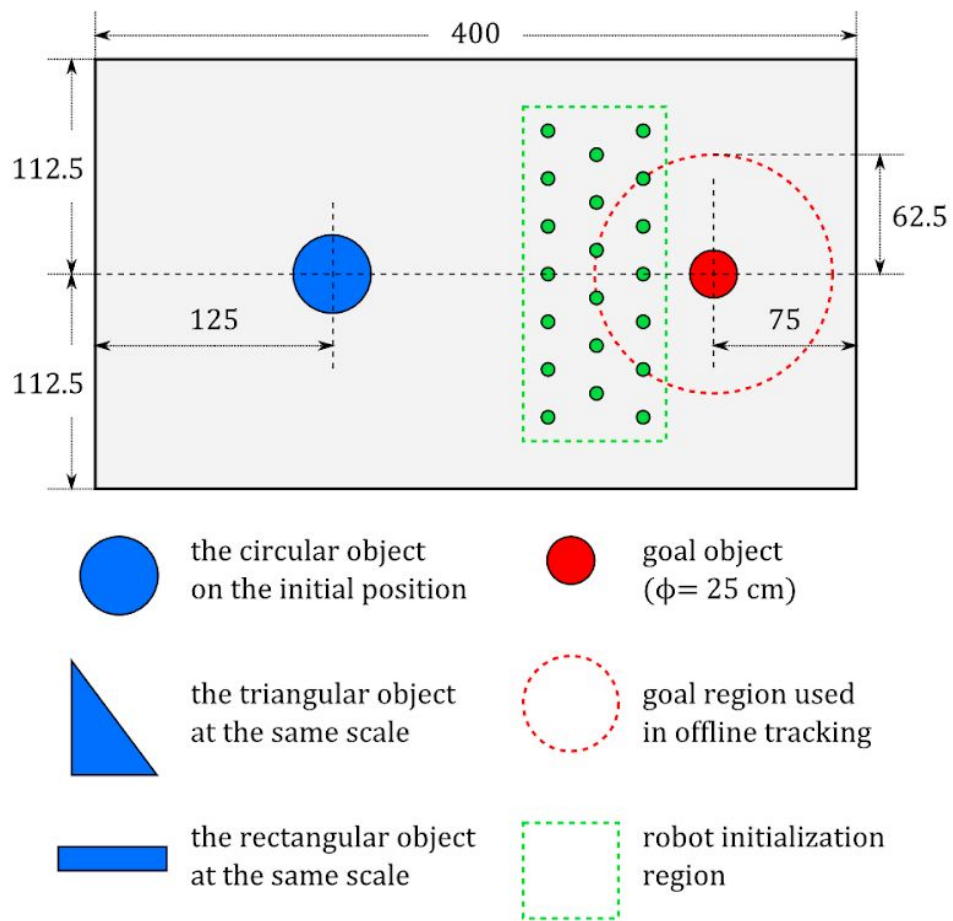 400
112.5
62.5
125
75
112.5
the circular object
on the initial position
goal object
(ϕ= 25 cm)
the triangular object
at the same scale
goal region used
in offline tracking
the rectangular object
at the same scale
robot initialization
region